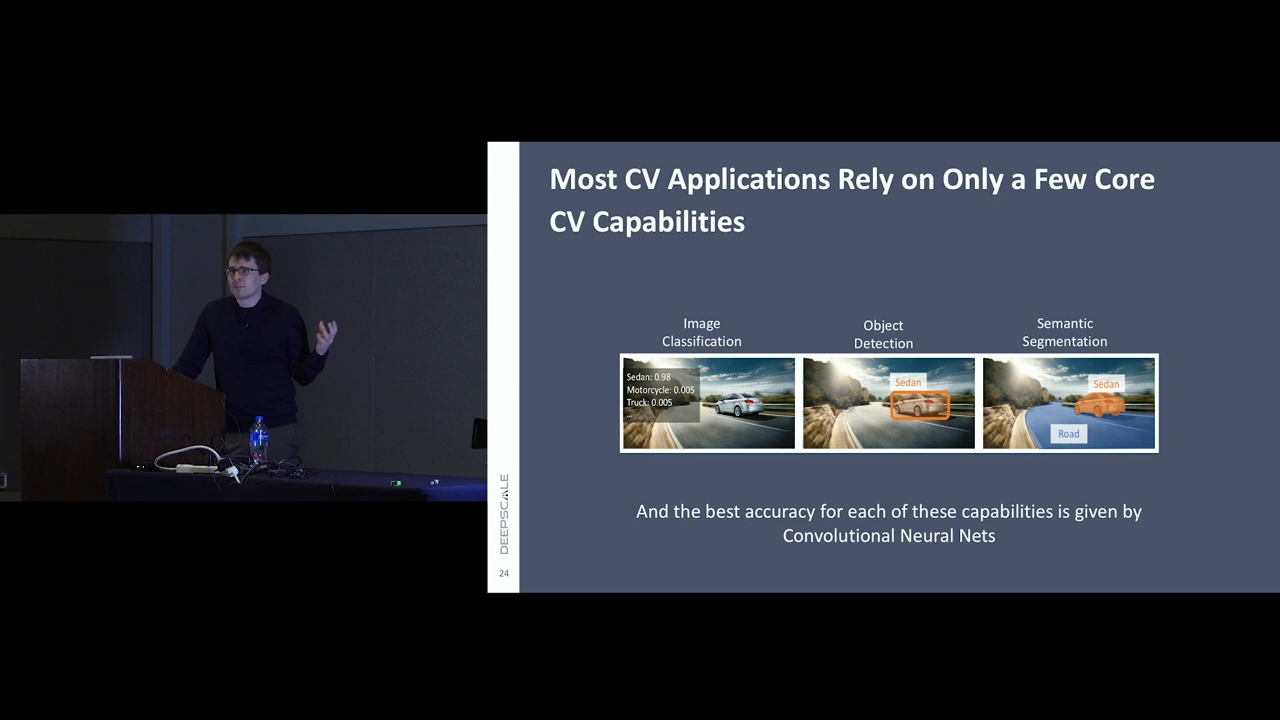 Most CV Applications Rely on Only a Few Core
CV Capabilities
Image
Classification
Object
Detection
Semantic
Segmentation
Sedan: 0.98
Motorcycle: 0.005
Truck: 0.005
...
Sedan
Sedan
Road
And the best accuracy for each of these capabilities is given by
Convolutional Neural Nets
DEEPSCALE
24